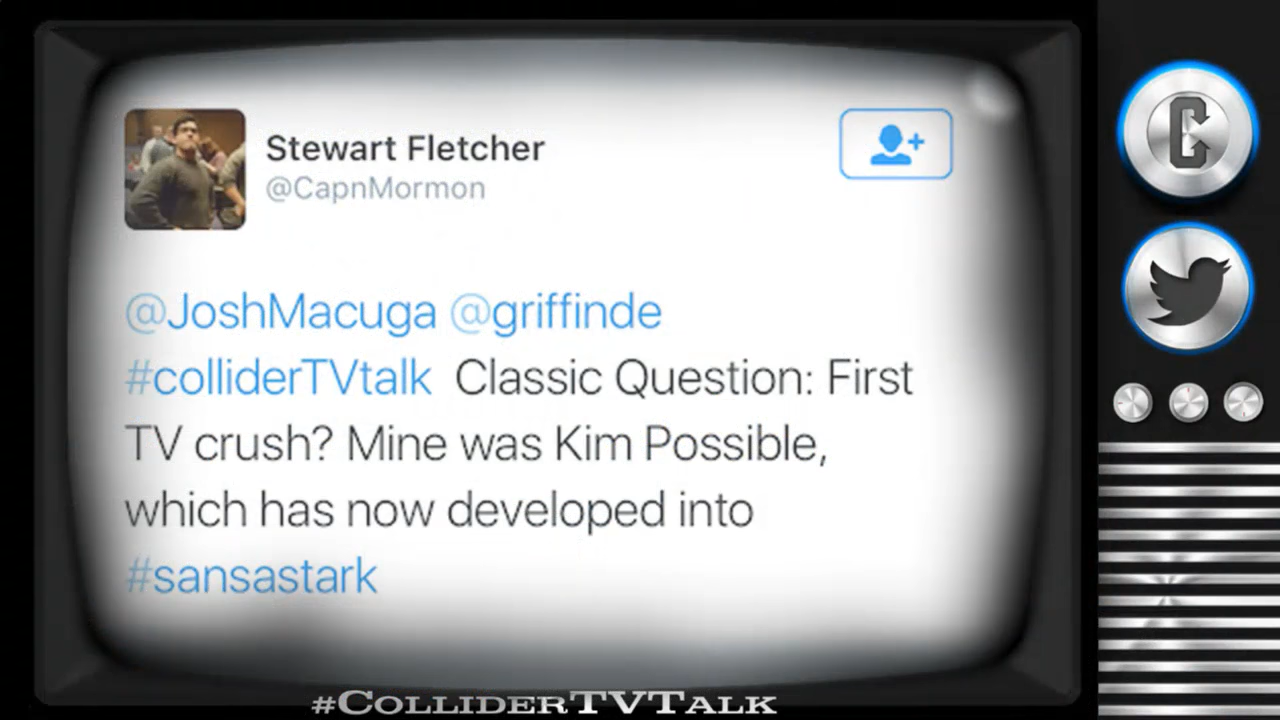 Stewart Fletcher
@CapnMormon
@JoshMacuga @griffinde
#colliderTVtalk Classic Question: First
TV crush? Mine was Kim Possible,
which has now developed into
#sansastark
#ColliderTVTalk